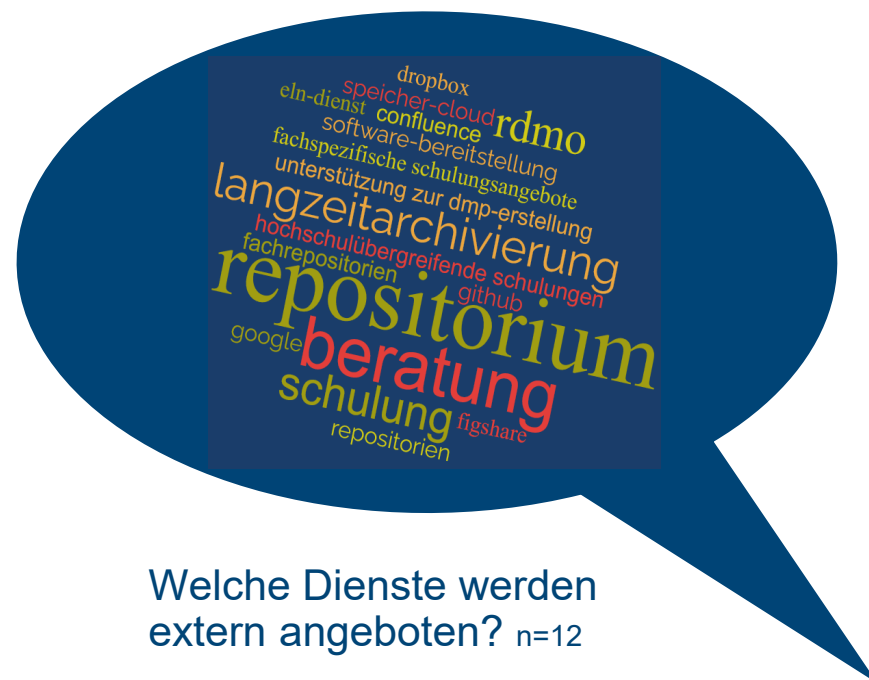 dropbox
speicher-cloud
eln-dienst
confluence
rdmo
software-bereitstellung
fachspezifische schulungsangebote
unterstützung zur dmp-erstellung
langzeitarchivierung
hochschulübergreifende schulungen
fachrepositorien
github
repositorium
google
beratung
schulung
figshare
repositorien
Welche Dienste werden
extern angeboten? n=12